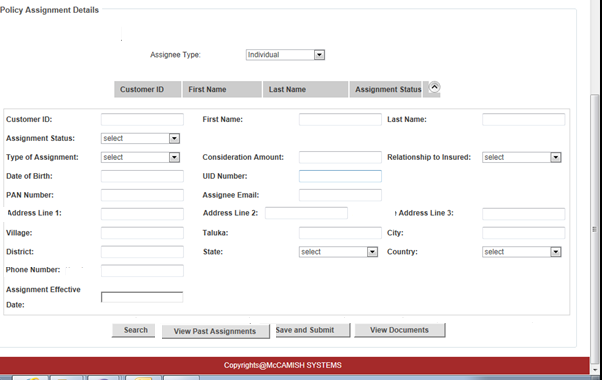 Policy Assignment Details
Assignee Type: Individual
Customer ID First Name Last Name Assignment Status
Customer ID: First Name: Last Name:
Assignment Status: select
Type of Assignment: select Consideration Amount: Relationship to Insured: select
Date of Birth: UID Number:
PAN Number: Assignee Email:
Address Line 1: Address Line 2: Address Line 3:
Village: Taluka: City:
District: State: select Country: select
Phone Number:
Assignment Effective
Date:
Search View Past Assignments Save and Submit View Documents
Copyrights@McCAMISH SYSTEMS